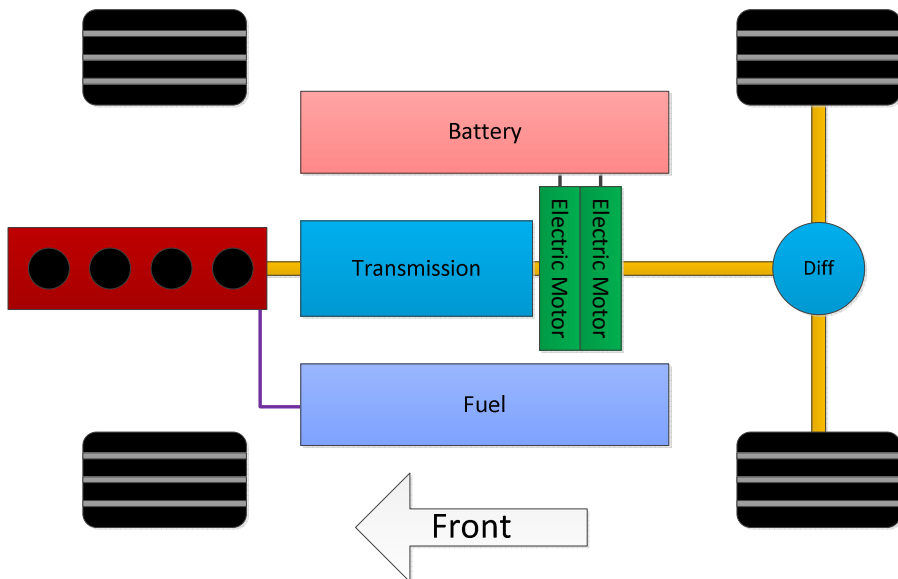 Battery
Transmission
Electric Motor
Electric Motor
Diff
Fuel
Front